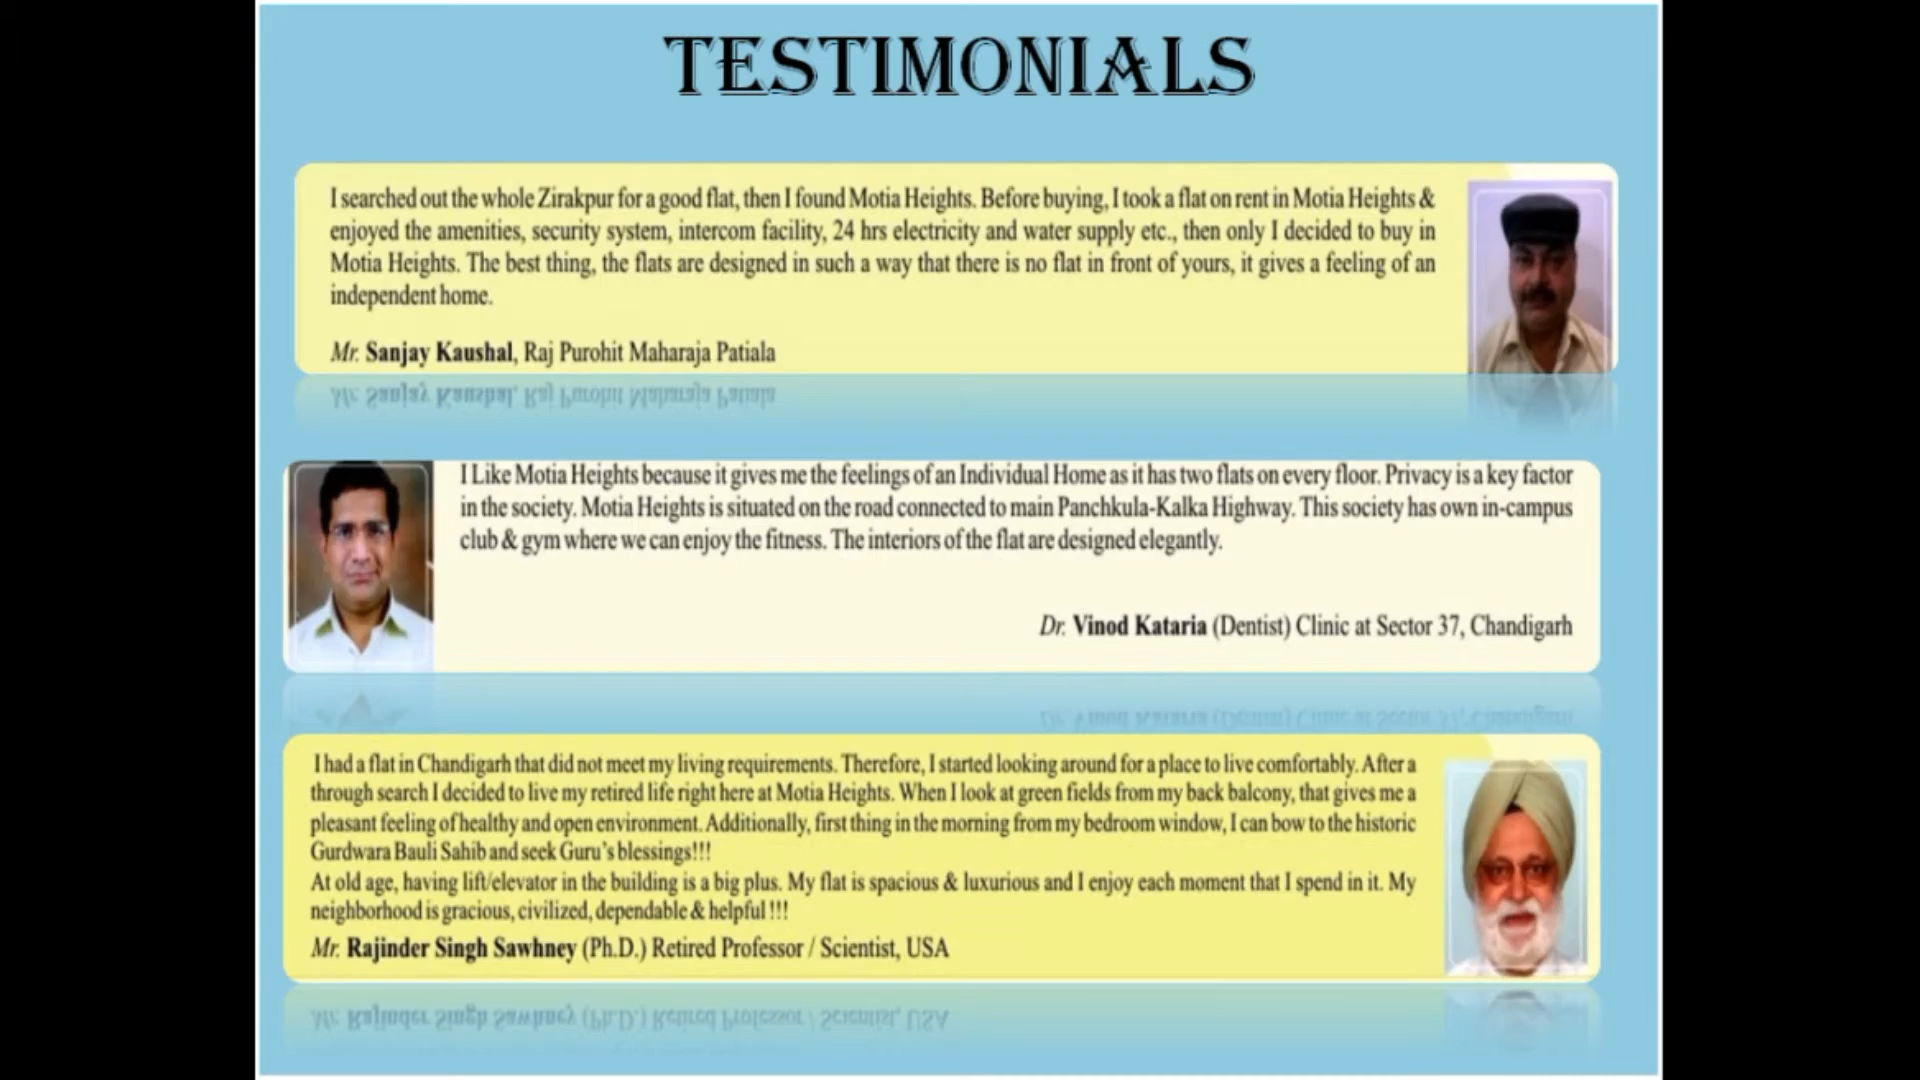 TESTIMONIALS
I searched out the whole Zirakpur for a good flat, then I found Motia Heights. Before buying, I took a flat on rent in Motia Heights &
enjoyed the amenities, security system, intercom facility, 24 hrs electricity and water supply etc., then only I decided to buy in
Motia Heights. The best thing, the flats are designed in such a way that there is no flat in front of yours, it gives a feeling of an
independent home.
Mr. Sanjay Kaushal, Raj Purohit Maharaja Patiala
I Like Motia Heights because it gives me the feelings of an Individual Home as it has two flats on every floor. Privacy is a key factor
in the society. Motia Heights is situated on the road connected to main Panchkula-Kalka Highway. This society has own in-campus
club & gym where we can enjoy the fitness. The interiors of the flat are designed elegantly.
Dr. Vinod Kataria (Dentist) Clinic at Sector 37, Chandigarh
I had a flat in Chandigarh that did not meet my living requirements. Therefore, I started looking around for a place to live comfortably. After a
through search I decided to live my retired life right here at Motia Heights. When I look at green fields from my back balcony, that gives me a
pleasant feeling of healthy and open environment. Additionally, first thing in the morning from my bedroom window, I can bow to the historic
Gurdwara Bauli Sahib and seek Guru's blessings!!!
At old age, having lift/elevator in the building is a big plus. My flat is spacious & luxurious and I enjoy each moment that I spend in it. My
neighborhood is gracious, civilized, dependable & helpful !!!
Mr. Rajinder Singh Sawhney (Ph.D.) Retired Professor / Scientist, USA